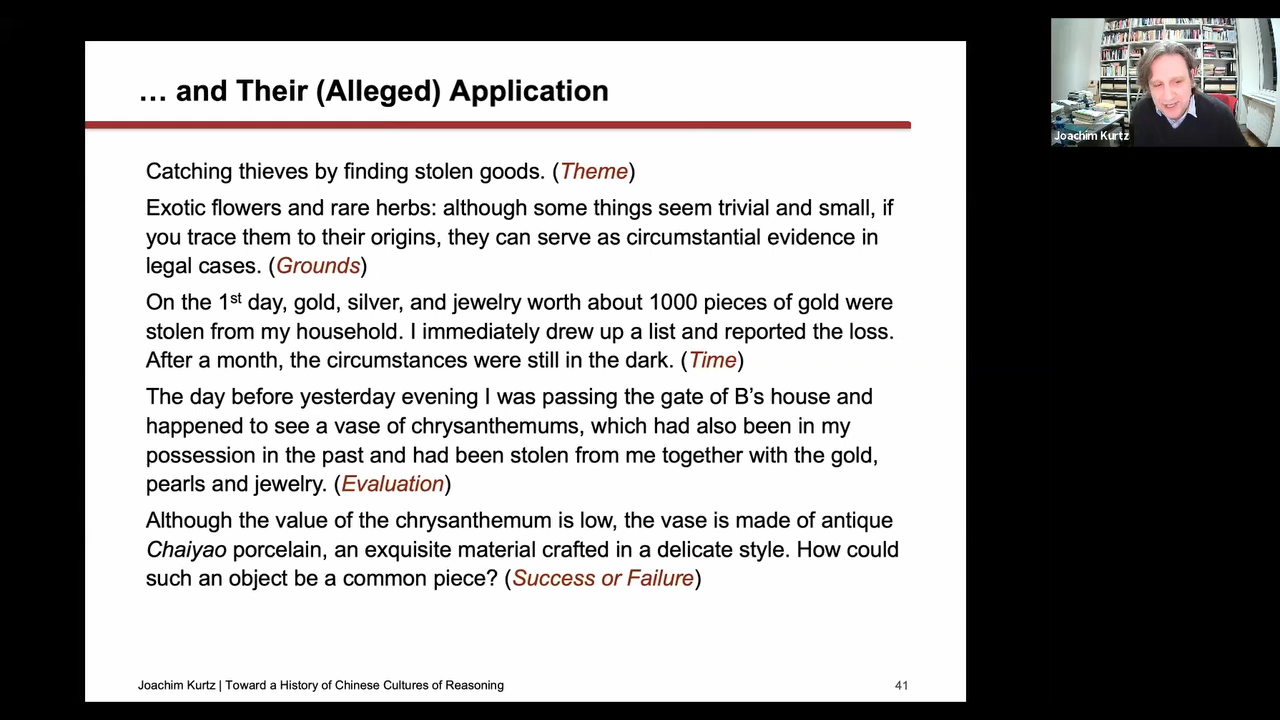 … and Their (Alleged) Application
Catching thieves by finding stolen goods. (Theme)
Exotic flowers and rare herbs: although some things seem trivial and small, if
you trace them to their origins, they can serve as circumstantial evidence in
legal cases. (Grounds)
On the 1st day, gold, silver, and jewelry worth about 1000 pieces of gold were
stolen from my household. I immediately drew up a list and reported the loss.
After a month, the circumstances were still in the dark. (Time)
The day before yesterday evening I was passing the gate of B’s house and
happened to see a vase of chrysanthemums, which had also been in my
possession in the past and had been stolen from me together with the gold,
pearls and jewelry. (Evaluation)
Although the value of the chrysanthemum is low, the vase is made of antique
Chaiyao porcelain, an exquisite material crafted in a delicate style. How could
such an object be a common piece? (Success or Failure)
Joachim Kurtz | Toward a History of Chinese Cultures of Reasoning
41
Joachim Kurtz